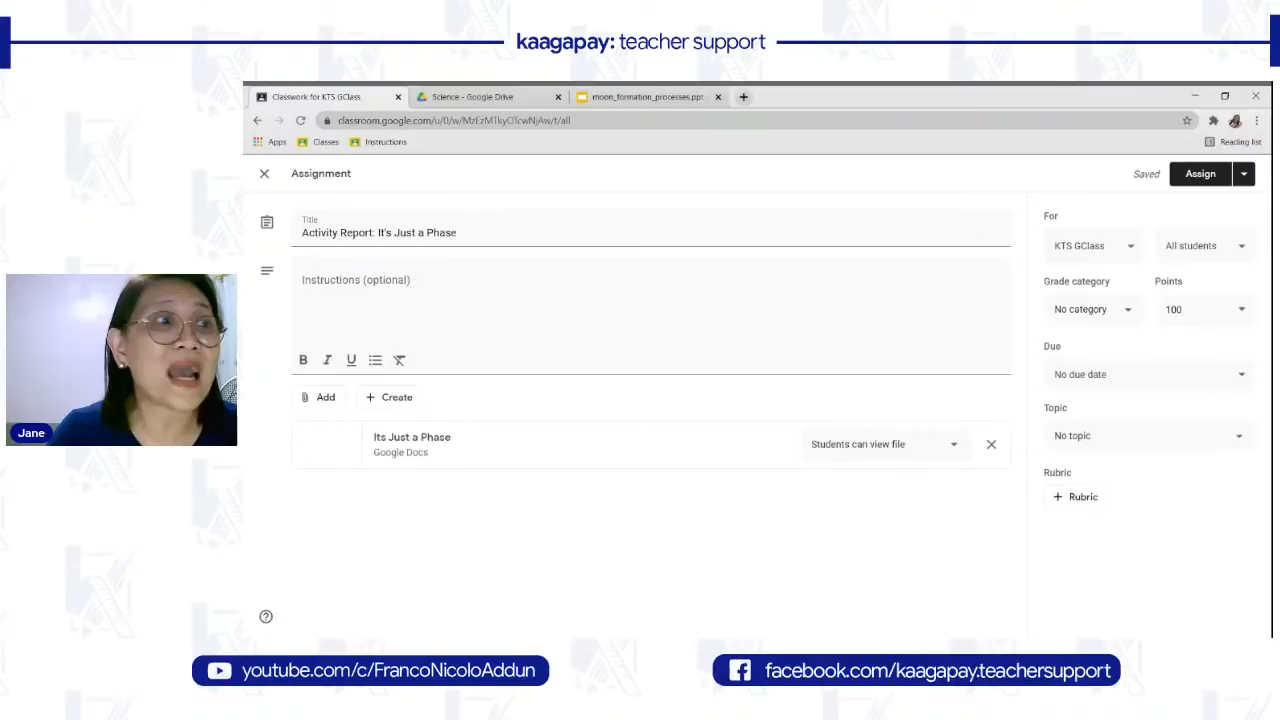 kaagapay: teacher support
Classwork for KTS GClass
Science - Google Drive
moon_formation_processes.ppt -
classroom.google.com/u/0/w/MzEzMTkyOTcwNjAw/t/all
Apps
Classes
Instructions
Reading list
Assignment
Saved
Assign
Title
Activity Report: It's Just a Phase
Instructions (optional)
B I U
Add
Create
Its Just a Phase
Google Docs
Students can view file
For
KTS GClass
All students
Grade category
Points
No category
100
Due
No due date
Topic
No topic
Rubric
+ Rubric
Jane
youtube.com/c/FrancoNicoloAddun
facebook.com/kaagapay.teachersupport